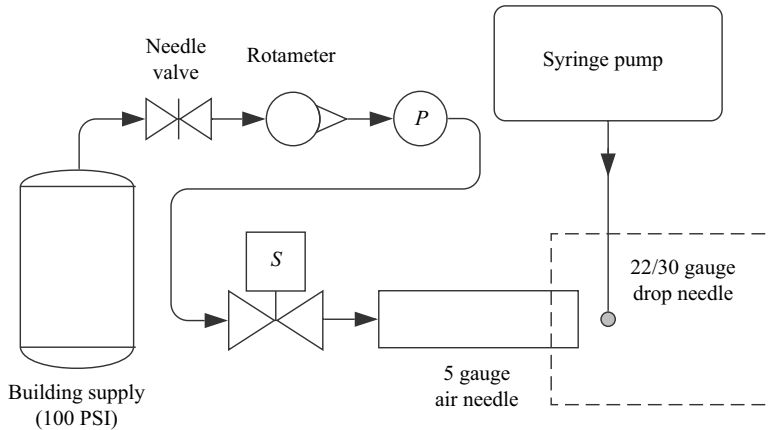 Needle
valve
Rotameter
Syringe pump
P
S
22/30 gauge
drop needle
5 gauge
air needle
Building supply
(100 PSI)